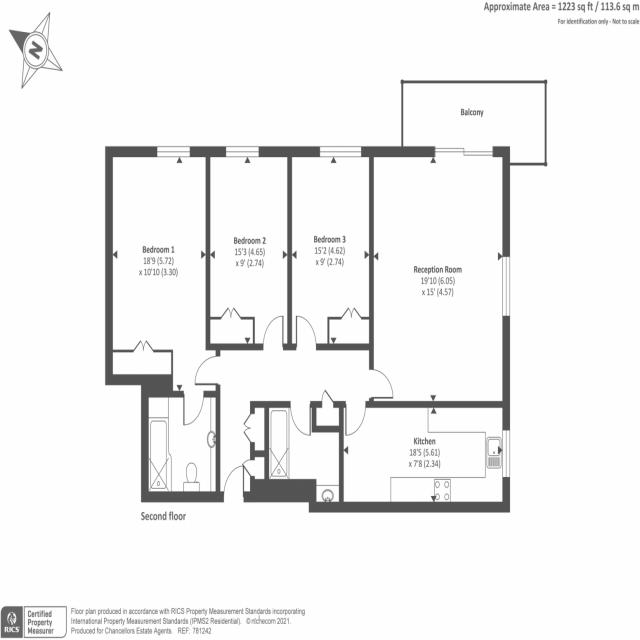 Approximate Area = 1223 sq ft / 113.6 sq m
For identification only - Not to scale
N
Balcony
Bedroom 1
18'9 (5.72)
x 10'10 (3.30)
Bedroom 2
15'3 (4.65)
x 9' (2.74)
Bedroom 3
15'2 (4.62)
x 9' (2.74)
Reception Room
19'10 (6.05)
x 15' (4.57)
Kitchen
18'5 (5.61)
x 7'8 (2.34)
Second floor
RICS
Certified
Property
Measurer
Floor plan produced in accordance with RICS Property Measurement Standards incorporating
International Property Measurement Standards (IPMS2 Residential). © nichecom 2021.
Produced for Chancellors Estate Agents. REF: 781242